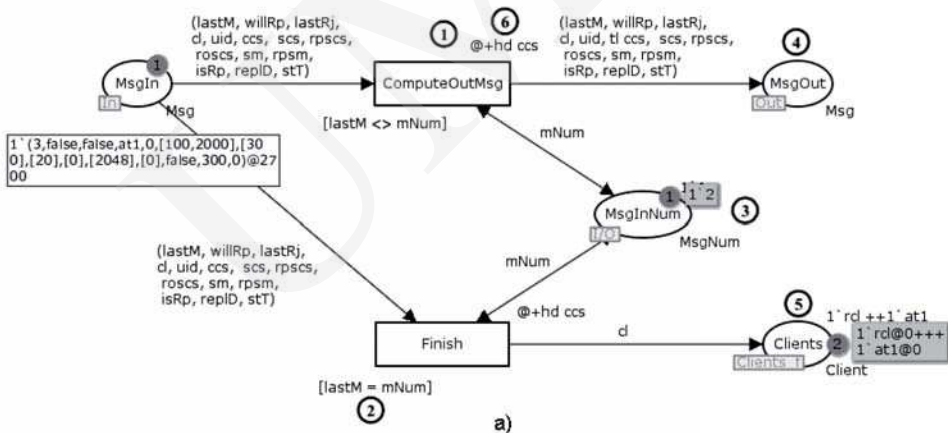 (lastM, willRp, lastRj,
cl, uid, ccs, scs, rpscs,
roscs, sm, rpsm,
isRp, replD, stT)
1
6
@+hd ccs
(lastM, willRp, lastRj,
cl, uid, tl ccs, scs, rpscs,
roscs, sm, rpsm,
isRp, replD, stT)
4
MsgIn
1
In
Msg
ComputeOutMsg
[lastM <> mNum]
MsgOut
Out
Msg
mNum
1`(3,false,false,at1,0,[100,2000],[30
0],[20],[0],[2048],[0],false,300,0)@27
00
MsgInNum
1
1`2
I/O
MsgNum
3
mNum
(lastM, willRp, lastRj,
cl, uid, ccs, scs, rpscs,
roscs, sm, rpsm,
isRp, replD, stT)
@+hd ccs
Finish
[lastM = mNum]
2
cl
5
1`rcl ++1`at1
Clients
2
1`rcl@0+++
1`at1@0
Client
a)